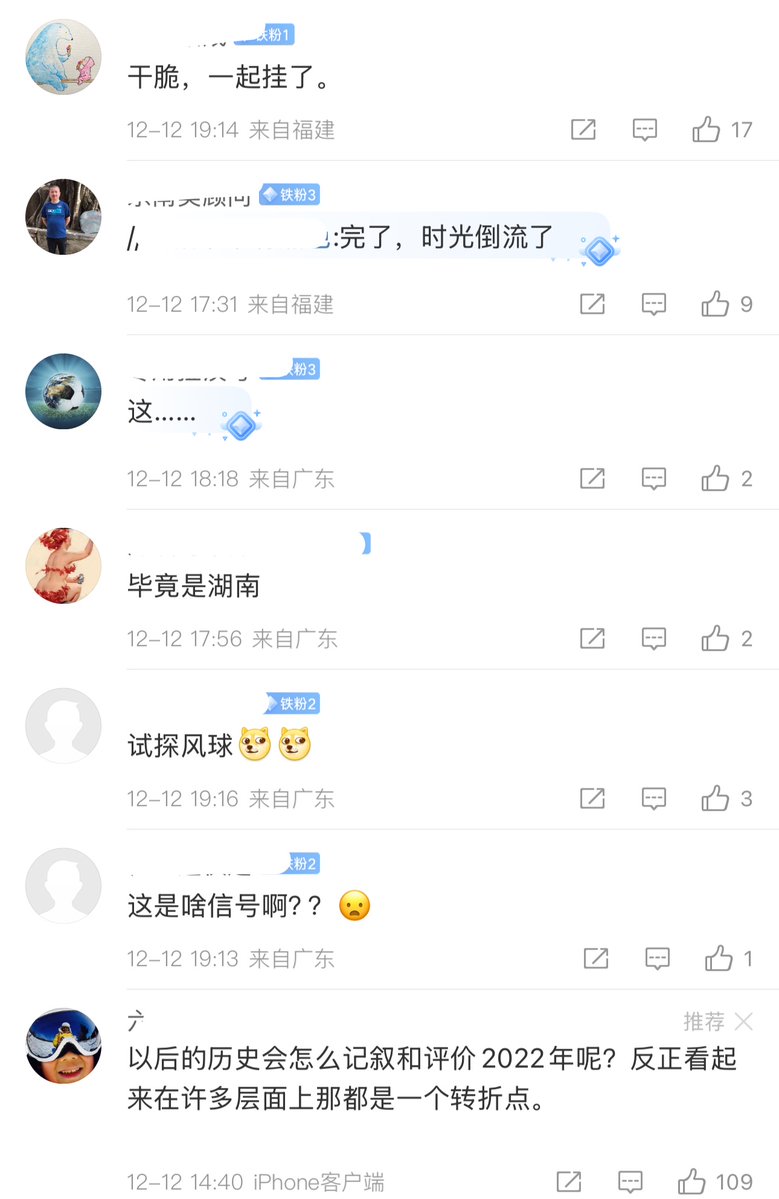 铁粉1
干脆，一起挂了。
12-12 19:14 来自福建
17
铁粉3
:完了，时光倒流了
12-12 17:31 来自福建
9
铁粉3
这......
12-12 18:18 来自广东
2
毕竟是湖南
12-12 17:56 来自广东
2
铁粉2
试探风球
12-12 19:16 来自广东
3
铁粉2
这是啥信号啊？？
12-12 19:13 来自广东
1
推荐
以后的历史会怎么记叙和评价2022年呢？反正看起
来在许多层面上那都是一个转折点。
12-12 14:40 iPhone客户端
109